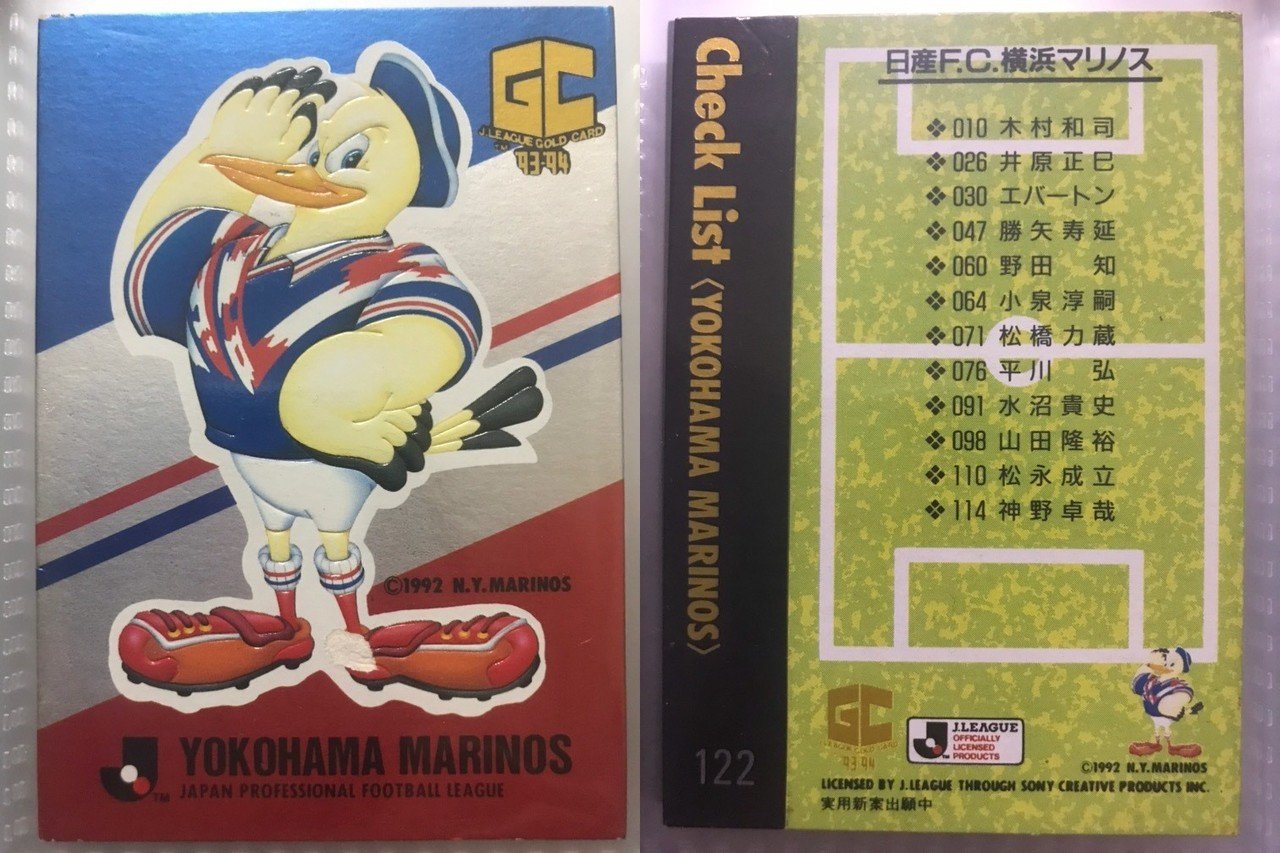 GC
J.LEAGUE GOLD CARD
TM '93-'94
©1992 N.Y.MARINOS
J TM
YOKOHAMA MARINOS
JAPAN PROFESSIONAL FOOTBALL LEAGUE
Check List〈YOKOHAMA MARINOS〉
122
日産F.C.横浜マリノス
❖010 木村和司
❖026 井原正巳
❖030 エバートン
❖047 勝矢寿延
❖060 野田 知
❖064 小泉淳嗣
❖071 松橋力蔵
❖076 平川 弘
❖091 水沼貴史
❖098 山田隆裕
❖110 松永成立
❖114 神野卓哉
GC
J.LEAGUE GOLD CARD
'93-'94
J.LEAGUE
OFFICIALLY
LICENSED
PRODUCTS
©1992 N.Y.MARINOS
LICENSED BY J.LEAGUE THROUGH SONY CREATIVE PRODUCTS INC.
実用新案出願中